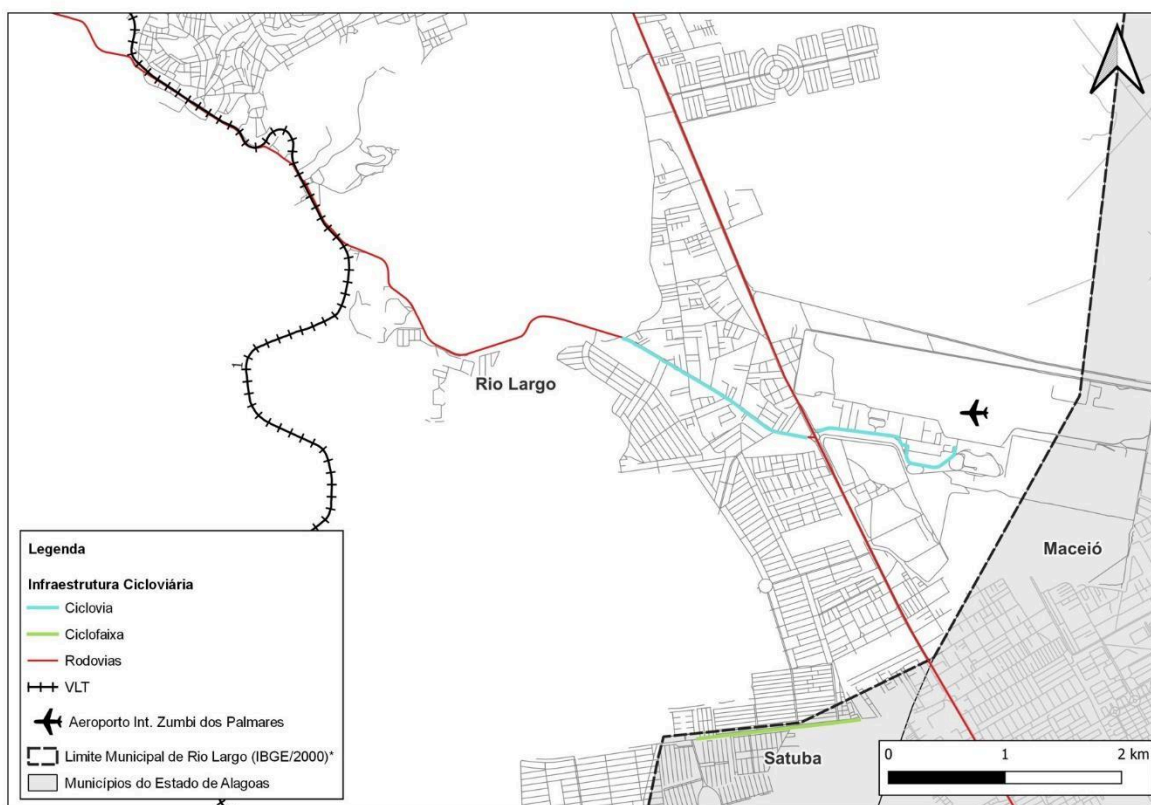 Rio Largo
Maceió
Satuba
Legenda
Infraestrutura Cicloviária
Ciclovia
Ciclofaixa
Rodovias
VLT
Aeroporto Int. Zumbi dos Palmares
Limite Municipal de Rio Largo (IBGE/2000)*
Municípios do Estado de Alagoas
0 1 2 km